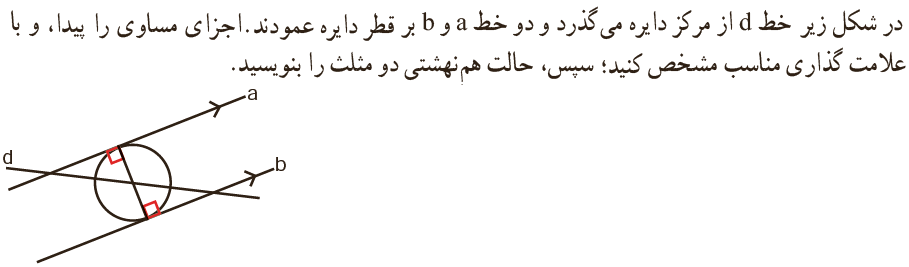 در شکل زیر خط d از مرکز دایره می‌گذرد و دو خط a و b بر قطر دایره عمودند.اجزای مساوی را پیدا، و با
علامت گذاری مناسب مشخص کنید؛ سپس، حالت هم‌نهشتی دو مثلث را بنویسید.
a
d
b